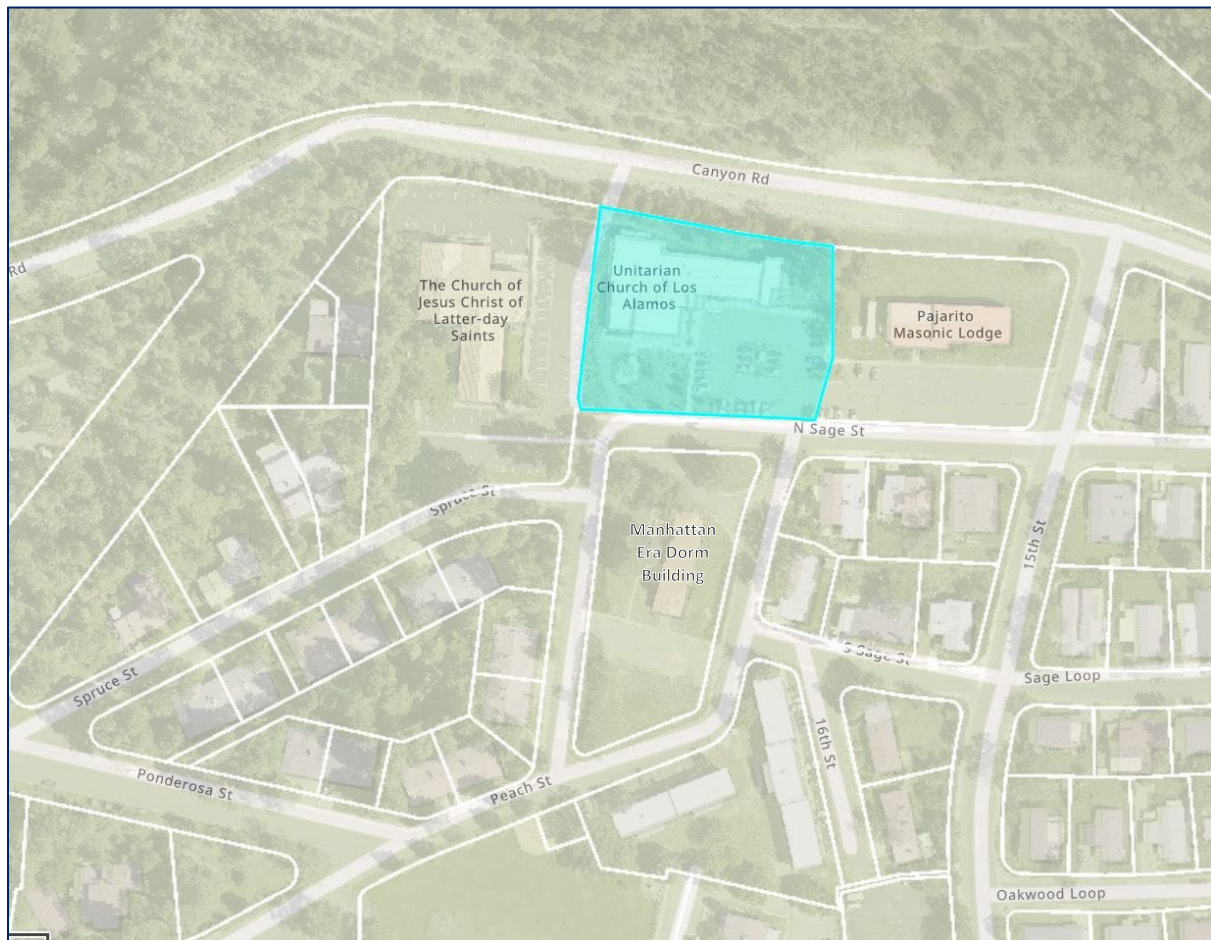 Canyon Rd
Rd
Unitarian
Church of Los
Alamos
The Church of
Jesus Christ of
Latter-day
Saints
Pajarito
Masonic Lodge
N Sage St
Spruce St
Manhattan
Era Dorm
Building
15th St
S Sage St
Sage Loop
Spruce St
16th St
Ponderosa St
Peach St
Oakwood Loop